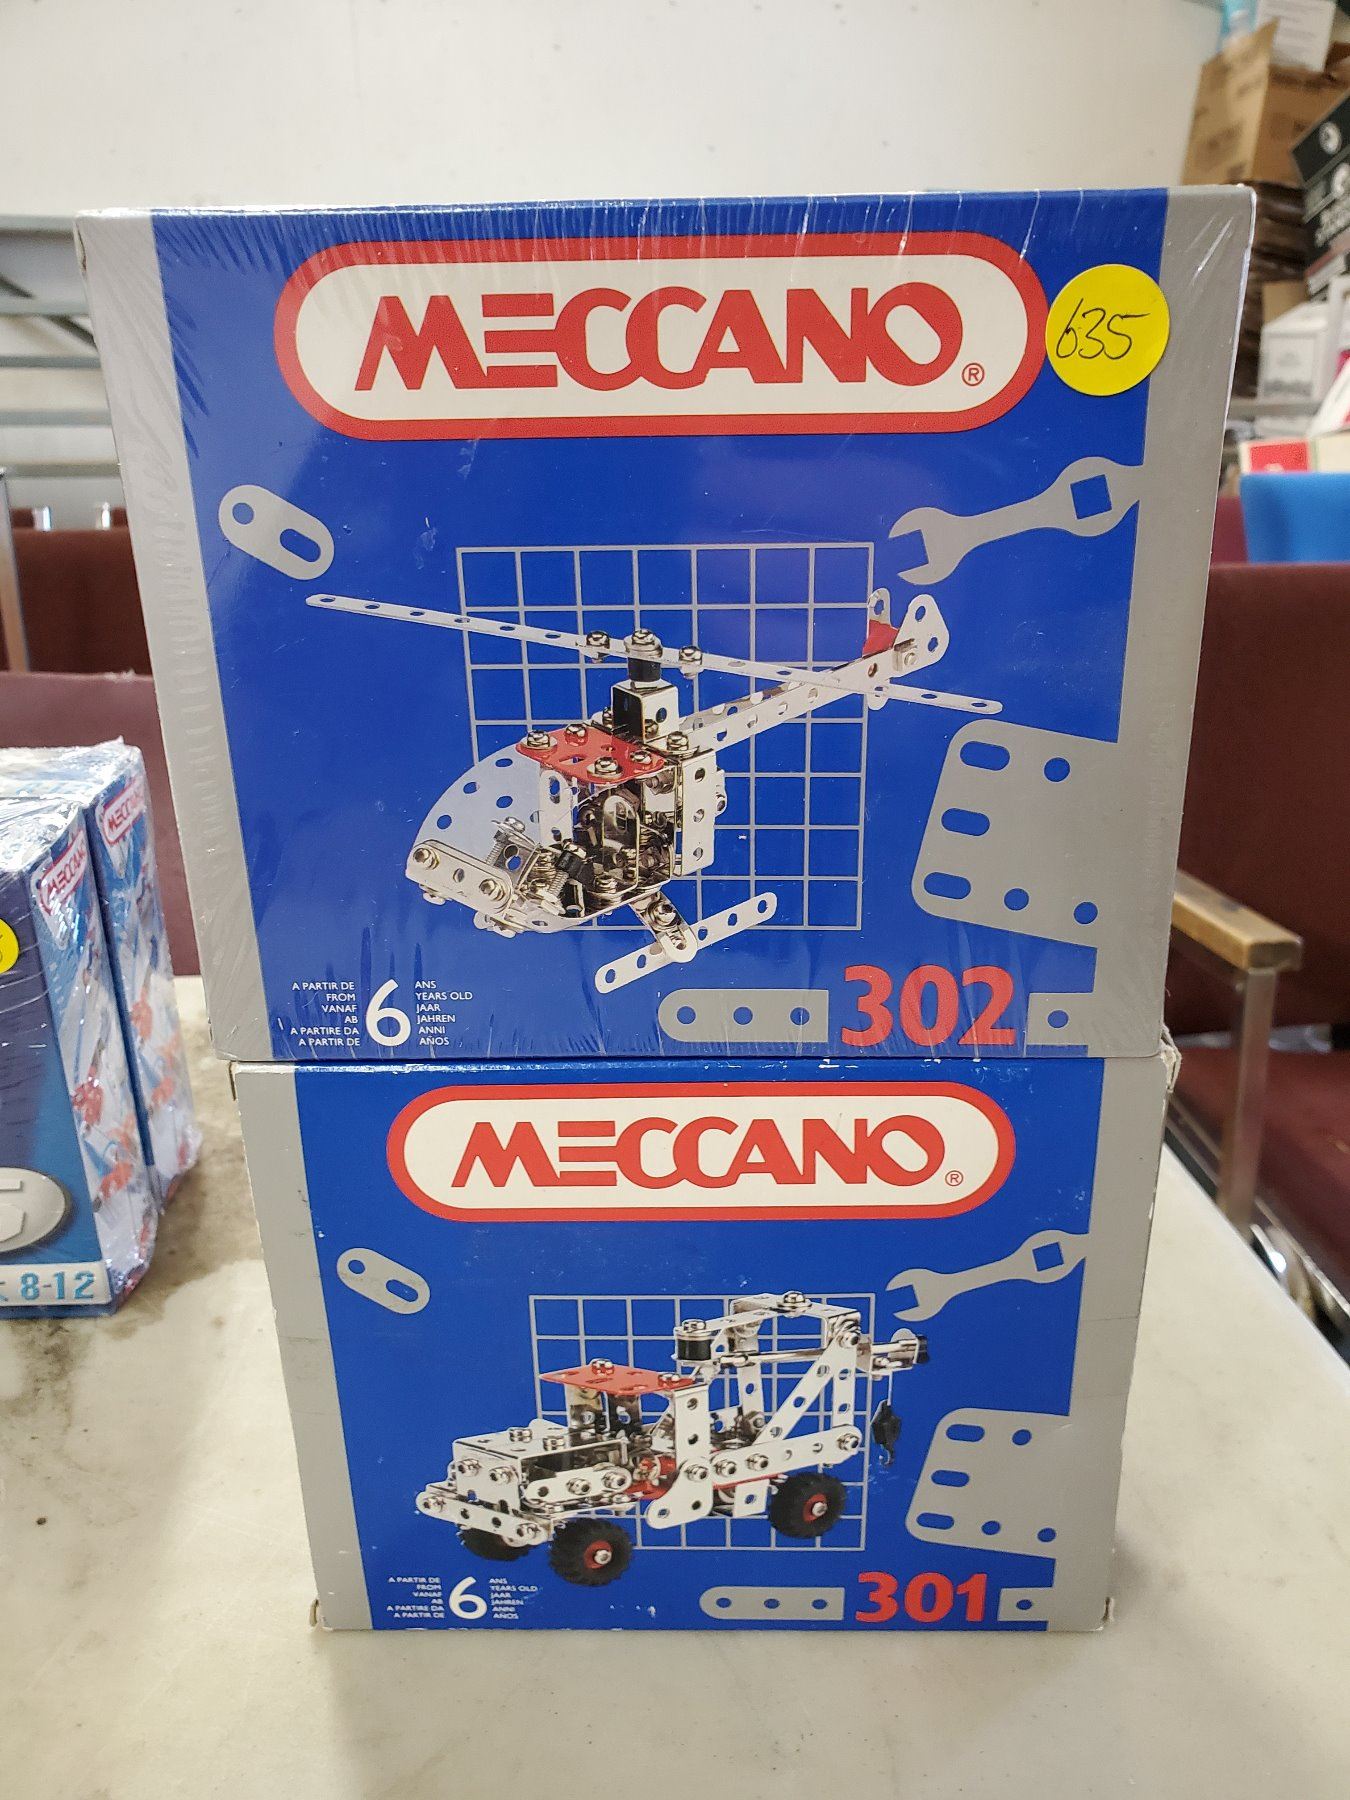 MECCANO®
635
A PARTIR DE
FROM
VANAF
AB
A PARTIRE DA
A PARTIR DE
6
ANS
YEARS OLD
JAAR
JAHREN
ANNI
AÑOS
302
MECCANO®
A PARTIR DE
FROM
VANAF
AB
A PARTIRE DA
A PARTIR DE
6
ANS
YEARS OLD
JAAR
JAHREN
ANNI
AÑOS
301
MECCANO
MECCANO
8-12